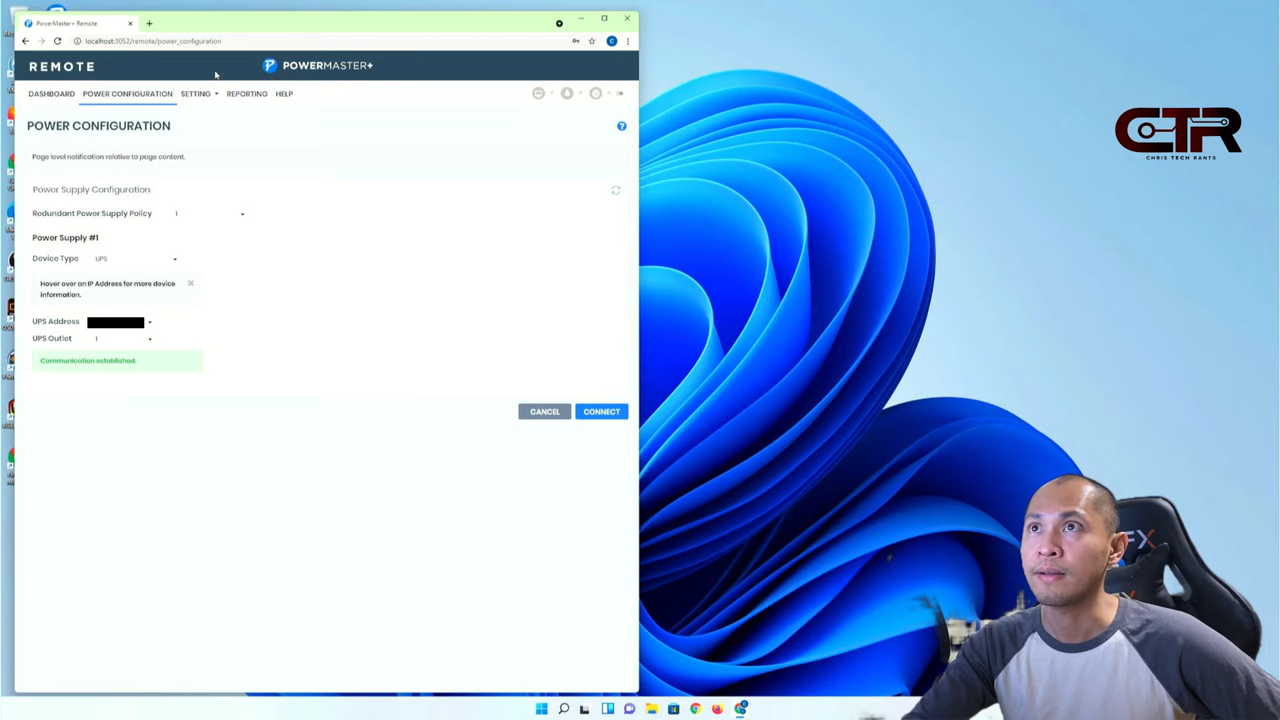 PowerMaster+ Remote
localhost:3052/remote/power_configuration
REMOTE
POWERMASTER+
DASHBOARD POWER CONFIGURATION SETTING REPORTING HELP
POWER CONFIGURATION
Page level notification relative to page content.
Power Supply Configuration
Redundant Power Supply Policy 1
Power Supply #1
Device Type UPS
Hover over an IP Address for more device
information.
UPS Address
UPS Outlet 1
Communication established.
CANCEL CONNECT
CTR
CHRIS TECH RANTS